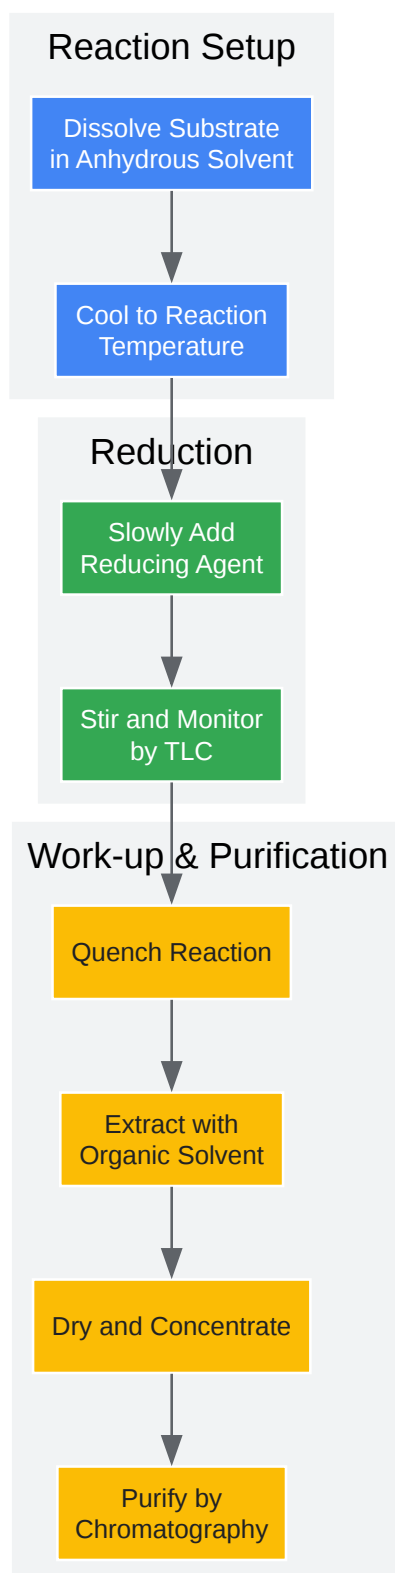 Reaction Setup
Dissolve Substrate
in Anhydrous Solvent
Cool to Reaction
Temperature
Reduction
Slowly Add
Reducing Agent
Stir and Monitor
by TLC
Work-up & Purification
Quench Reaction
Extract with
Organic Solvent
Dry and Concentrate
Purify by
Chromatography